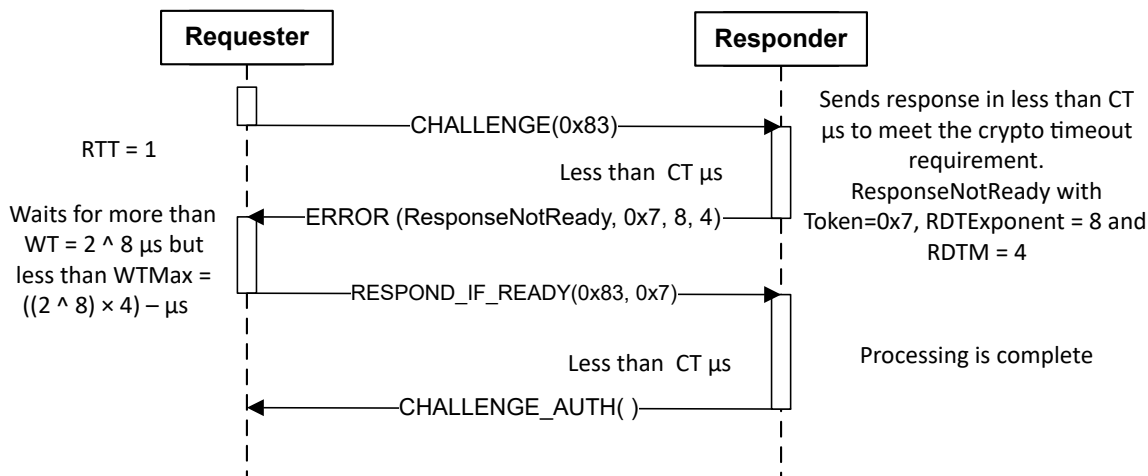 Requester
Responder
CHALLENGE(0x83)
Sends response in less than CT
μs to meet the crypto timeout
requirement.
ResponseNotReady with
Token=0x7, RDTExponent = 8 and
RDTM = 4
RTT = 1
Less than CT μs
Waits for more than
WT = 2 ^ 8 μs but
less than WTMax =
((2 ^ 8) × 4) – μs
ERROR (ResponseNotReady, 0x7, 8, 4)
RESPOND_IF_READY(0x83, 0x7)
Less than CT μs
Processing is complete
CHALLENGE_AUTH( )